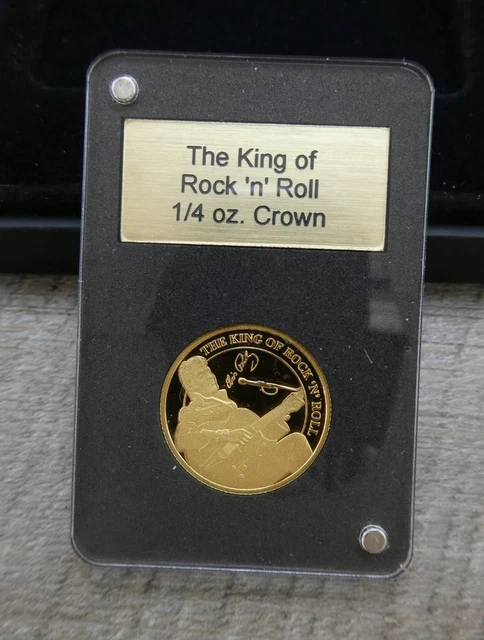 The King of
Rock 'n' Roll
1/4 oz. Crown
THE KING OF ROCK 'N' ROLL